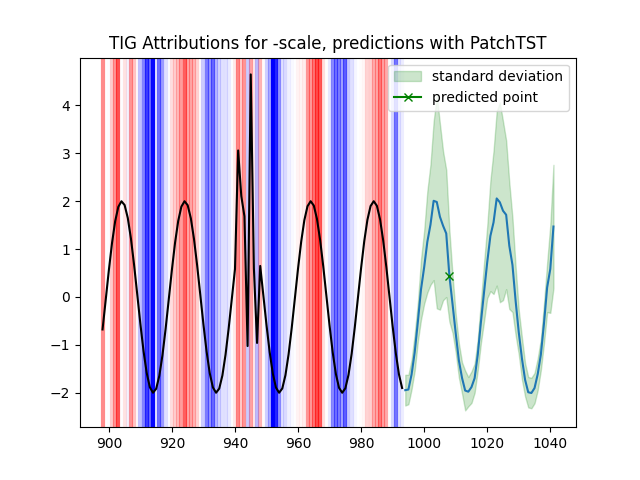 TIG Attributions for -scale, predictions with PatchTST
standard deviation
predicted point
4
3
2
1
0
−1
−2
900 920 940 960 980 1000 1020 1040